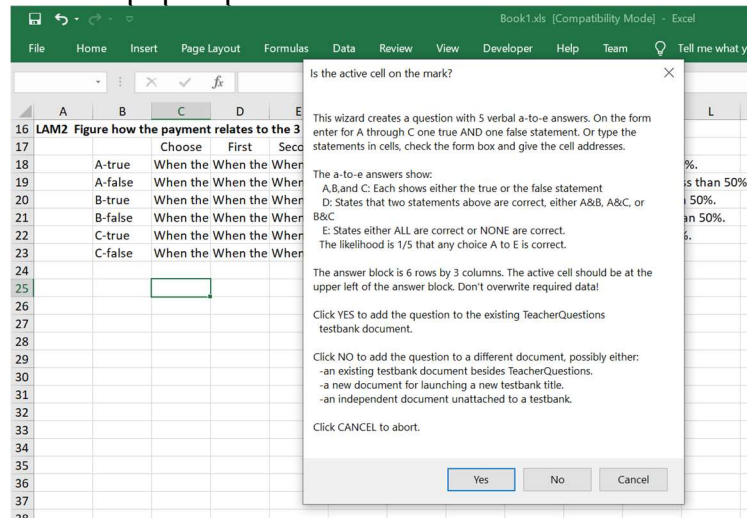 Book1.xls [Compatibility Mode] - Excel
File Home Insert Page Layout Formulas Data Review View Developer Help Team Tell me what y
fx
Is the active cell on the mark?
A B C D E L
16 LAM2 Figure how the payment relates to the 3
17 Choose First Seco
18 A-true When the When the When %.
19 A-false When the When the When ss than 50%
20 B-true When the When the When 50%.
21 B-false When the When the When an 50%.
22 C-true When the When the When
23 C-false When the When the When
24
25
26
27
28
29
30
31
32
33
34
35
36
37
38
This wizard creates a question with 5 verbal a-to-e answers. On the form
enter for A through C one true AND one false statement. Or type the
statements in cells, check the form box and give the cell addresses.
The a-to-e answers show:
A,B,and C: Each shows either the true or the false statement
D: States that two statements above are correct, either A&B, A&C, or
B&C
E: States either ALL are correct or NONE are correct.
The likelihood is 1/5 that any choice A to E is correct.
The answer block is 6 rows by 3 columns. The active cell should be at the
upper left of the answer block. Don't overwrite required data!
Click YES to add the question to the existing TeacherQuestions
testbank document.
Click NO to add the question to a different document, possibly either:
-an existing testbank document besides TeacherQuestions.
-a new document for launching a new testbank title.
-an independent document unattached to a testbank.
Click CANCEL to abort.
Yes No Cancel